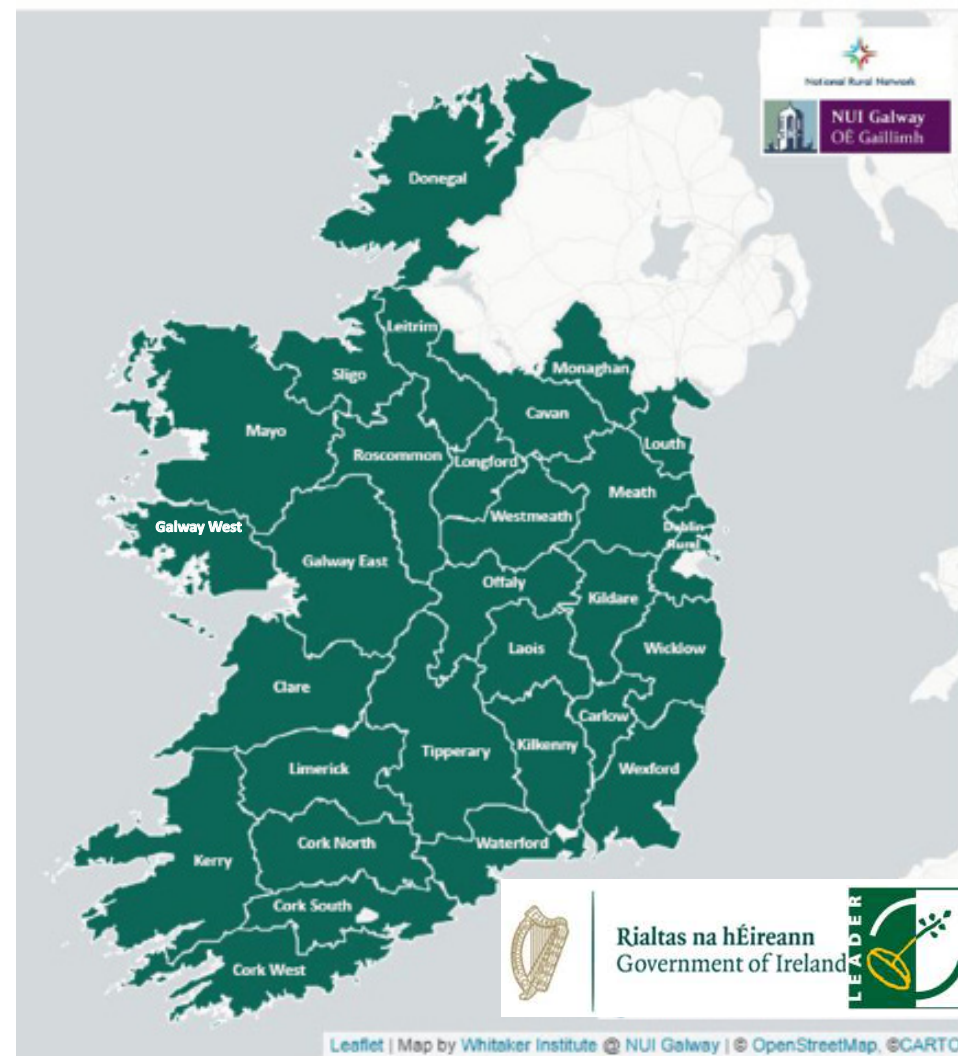 National Rural Network
NUI Galway
OÉ Gaillimh
Donegal
Leitrim
Monaghan
Sligo
Cavan
Mayo
Louth
Roscommon
Longford
Meath
Westmeath
Galway West
Dublin
Rural
Galway East
Offaly
Kildare
Laois
Wicklow
Clare
Carlow
Kilkenny
Tipperary
Limerick
Wexford
Cork North
Waterford
Kerry
Cork South
Cork West
Rialtas na hÉireann
Government of Ireland
LEADER
Leaflet | Map by Whitaker Institute @ NUI Galway | © OpenStreetMap, ©CARTO